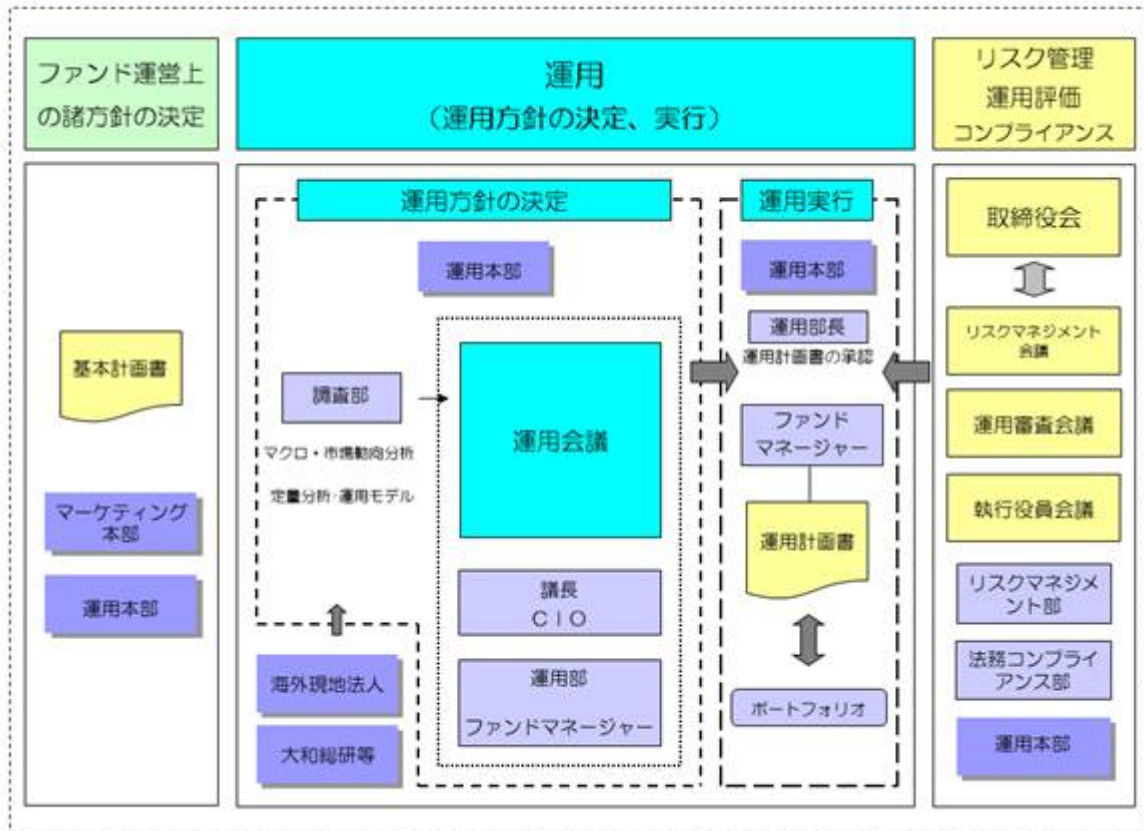 ファンド運営上
の諸方針の決定
運用
（運用方針の決定、実行）
リスク管理
運用評価
コンプライアンス
基本計画書
マーケティング
本部
運用本部
運用方針の決定
運用本部
調査部
マクロ・市場動向分析
定量分析・運用モデル
運用会議
議長
ＣＩＯ
運用部
ファンドマネージャー
海外現地法人
大和総研等
運用実行
運用本部
運用部長
運用計画書の承認
ファンド
マネージャー
運用計画書
ポートフォリオ
取締役会
リスクマネジメント
会議
運用審査会議
執行役員会議
リスクマネジメ
ント部
法務コンプライ
アンス部
運用本部